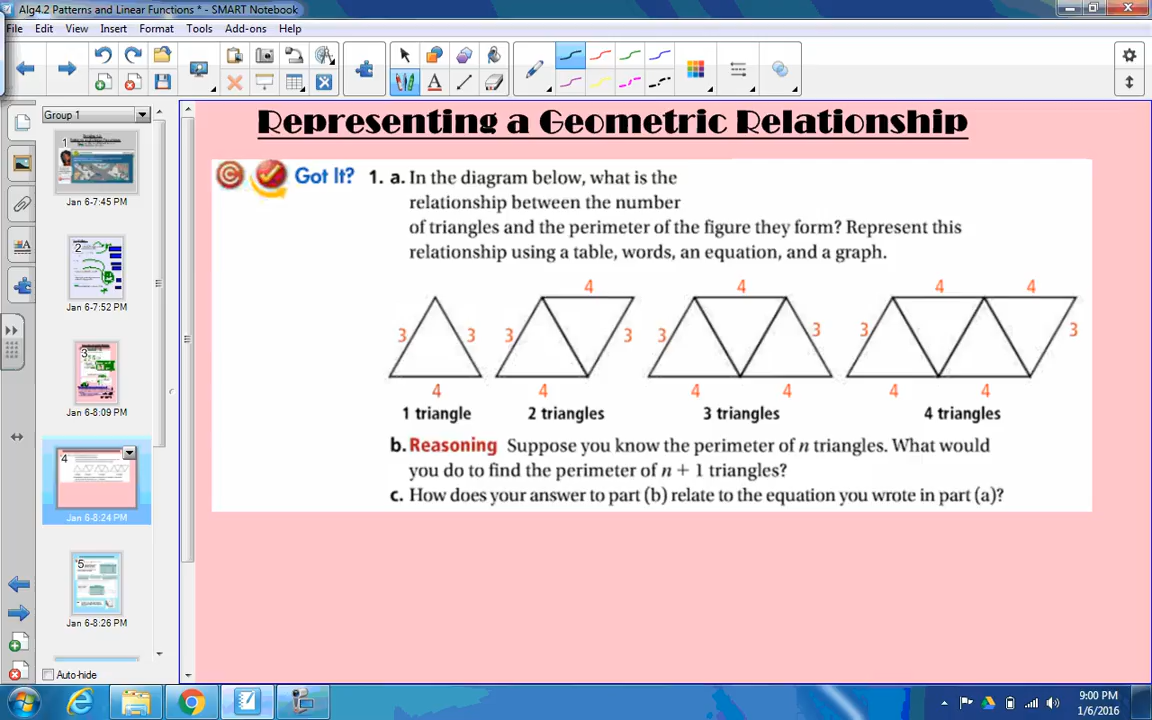 Alg4.2 Patterns and Linear Functions * - SMART Notebook
File Edit View Insert Format Tools Add-ons Help
Group 1
1
Jan 6-7:45 PM
2
Jan 6-7:52 PM
3
Jan 6-8:09 PM
4
Jan 6-8:24 PM
5
Jan 6-8:26 PM
Auto-hide
Representing a Geometric Relationship
Got It? 1. a. In the diagram below, what is the
relationship between the number
of triangles and the perimeter of the figure they form? Represent this
relationship using a table, words, an equation, and a graph.
4 4 4 4
3 3 3 3 3 3 3 3
4 4 4 4 4 4
1 triangle 2 triangles 3 triangles 4 triangles
b. Reasoning Suppose you know the perimeter of n triangles. What would
you do to find the perimeter of n + 1 triangles?
c. How does your answer to part (b) relate to the equation you wrote in part (a)?
9:00 PM
1/6/2016